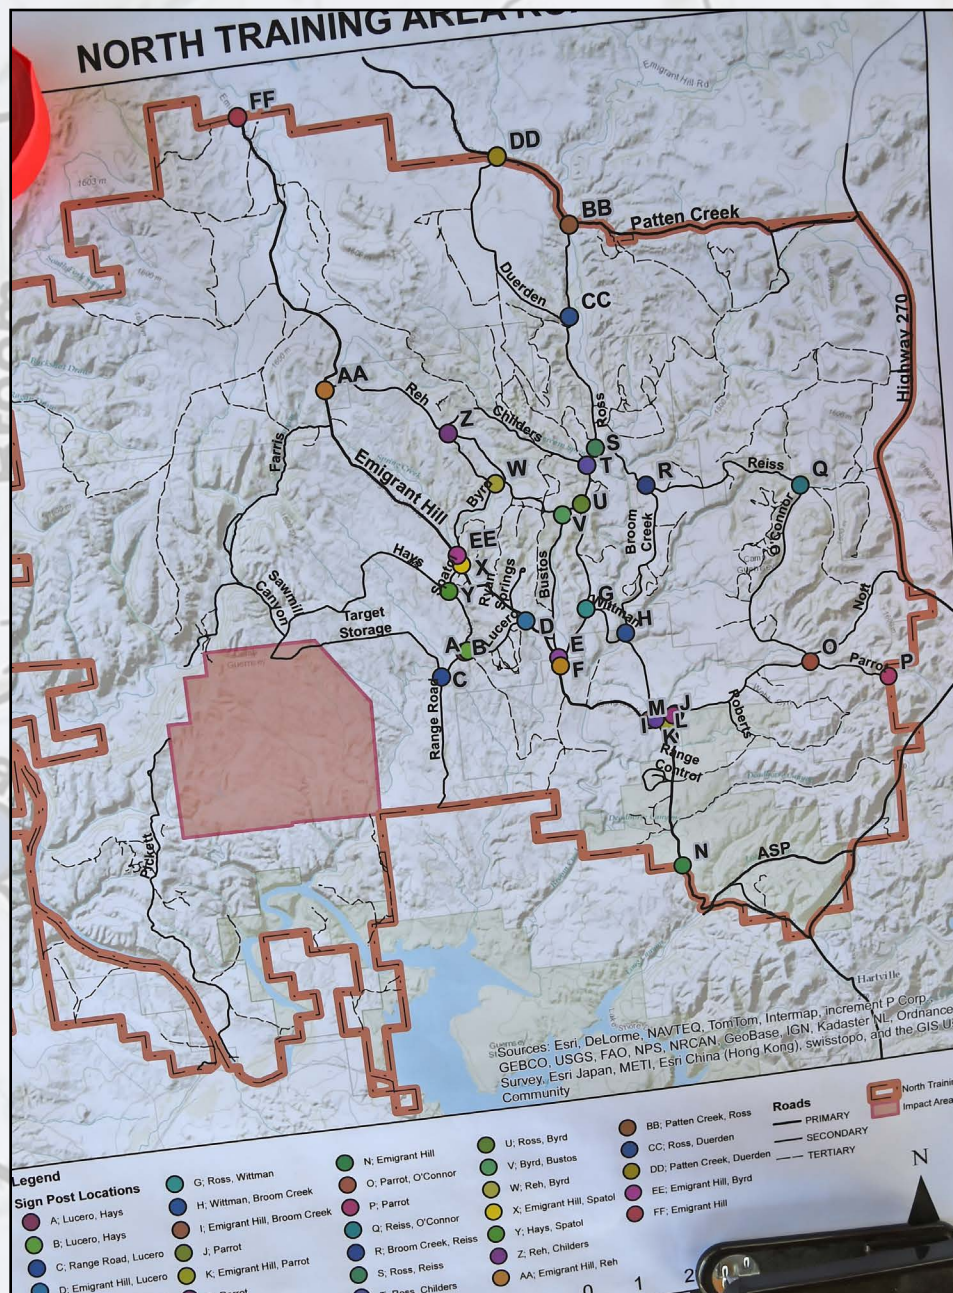 NORTH TRAINING AREA
Emigrant Hill Rd
FF
DD
1603 m
BB
Patten Creek
Duerden
CC
Highway 270
AA
Reh
Ross
Z
Childers
S
T
Farris
W
R
Reiss
Q
Emigrant Hill
Byrd
U
V
Broom
Creek
O'Connor
EE
Hays
Spatol
X
Ryan
Springs
Bustos
Nott
Y
Sawmill
Canyon
G
Wittman
Target
Storage
Lucero
D
H
A
B
E
O
Parrot
P
C
F
Range Road
M
J
I
L
K
Roberts
Range
Control
Pickett
N
ASP
Hartville
Sources: Esri, DeLorme, NAVTEQ, TomTom, Intermap, increment P Corp.,
GEBCO, USGS, FAO, NPS, NRCAN, GeoBase, IGN, Kadaster NL, Ordnance
Survey, Esri Japan, METI, Esri China (Hong Kong), swisstopo, and the GIS
Community
Legend
Sign Post Locations
A; Lucero, Hays
B; Lucero, Hays
C; Range Road, Lucero
D; Emigrant Hill, Lucero
G; Ross, Wittman
H; Wittman, Broom Creek
I; Emigrant Hill, Broom Creek
J; Parrot
K; Emigrant Hill, Parrot
N; Emigrant Hill
O; Parrot, O'Connor
P; Parrot
Q; Reiss, O'Connor
R; Broom Creek, Reiss
S; Ross, Reiss
T; Ross, Childers
U; Ross, Byrd
V; Byrd, Bustos
W; Reh, Byrd
X; Emigrant Hill, Spatol
Y; Hays, Spatol
Z; Reh, Childers
AA; Emigrant Hill, Reh
BB; Patten Creek, Ross
CC; Ross, Duerden
DD; Patten Creek, Duerden
EE; Emigrant Hill, Byrd
FF; Emigrant Hill
Roads
PRIMARY
SECONDARY
TERTIARY
North Trainin
Impact Area
N
0 1 2